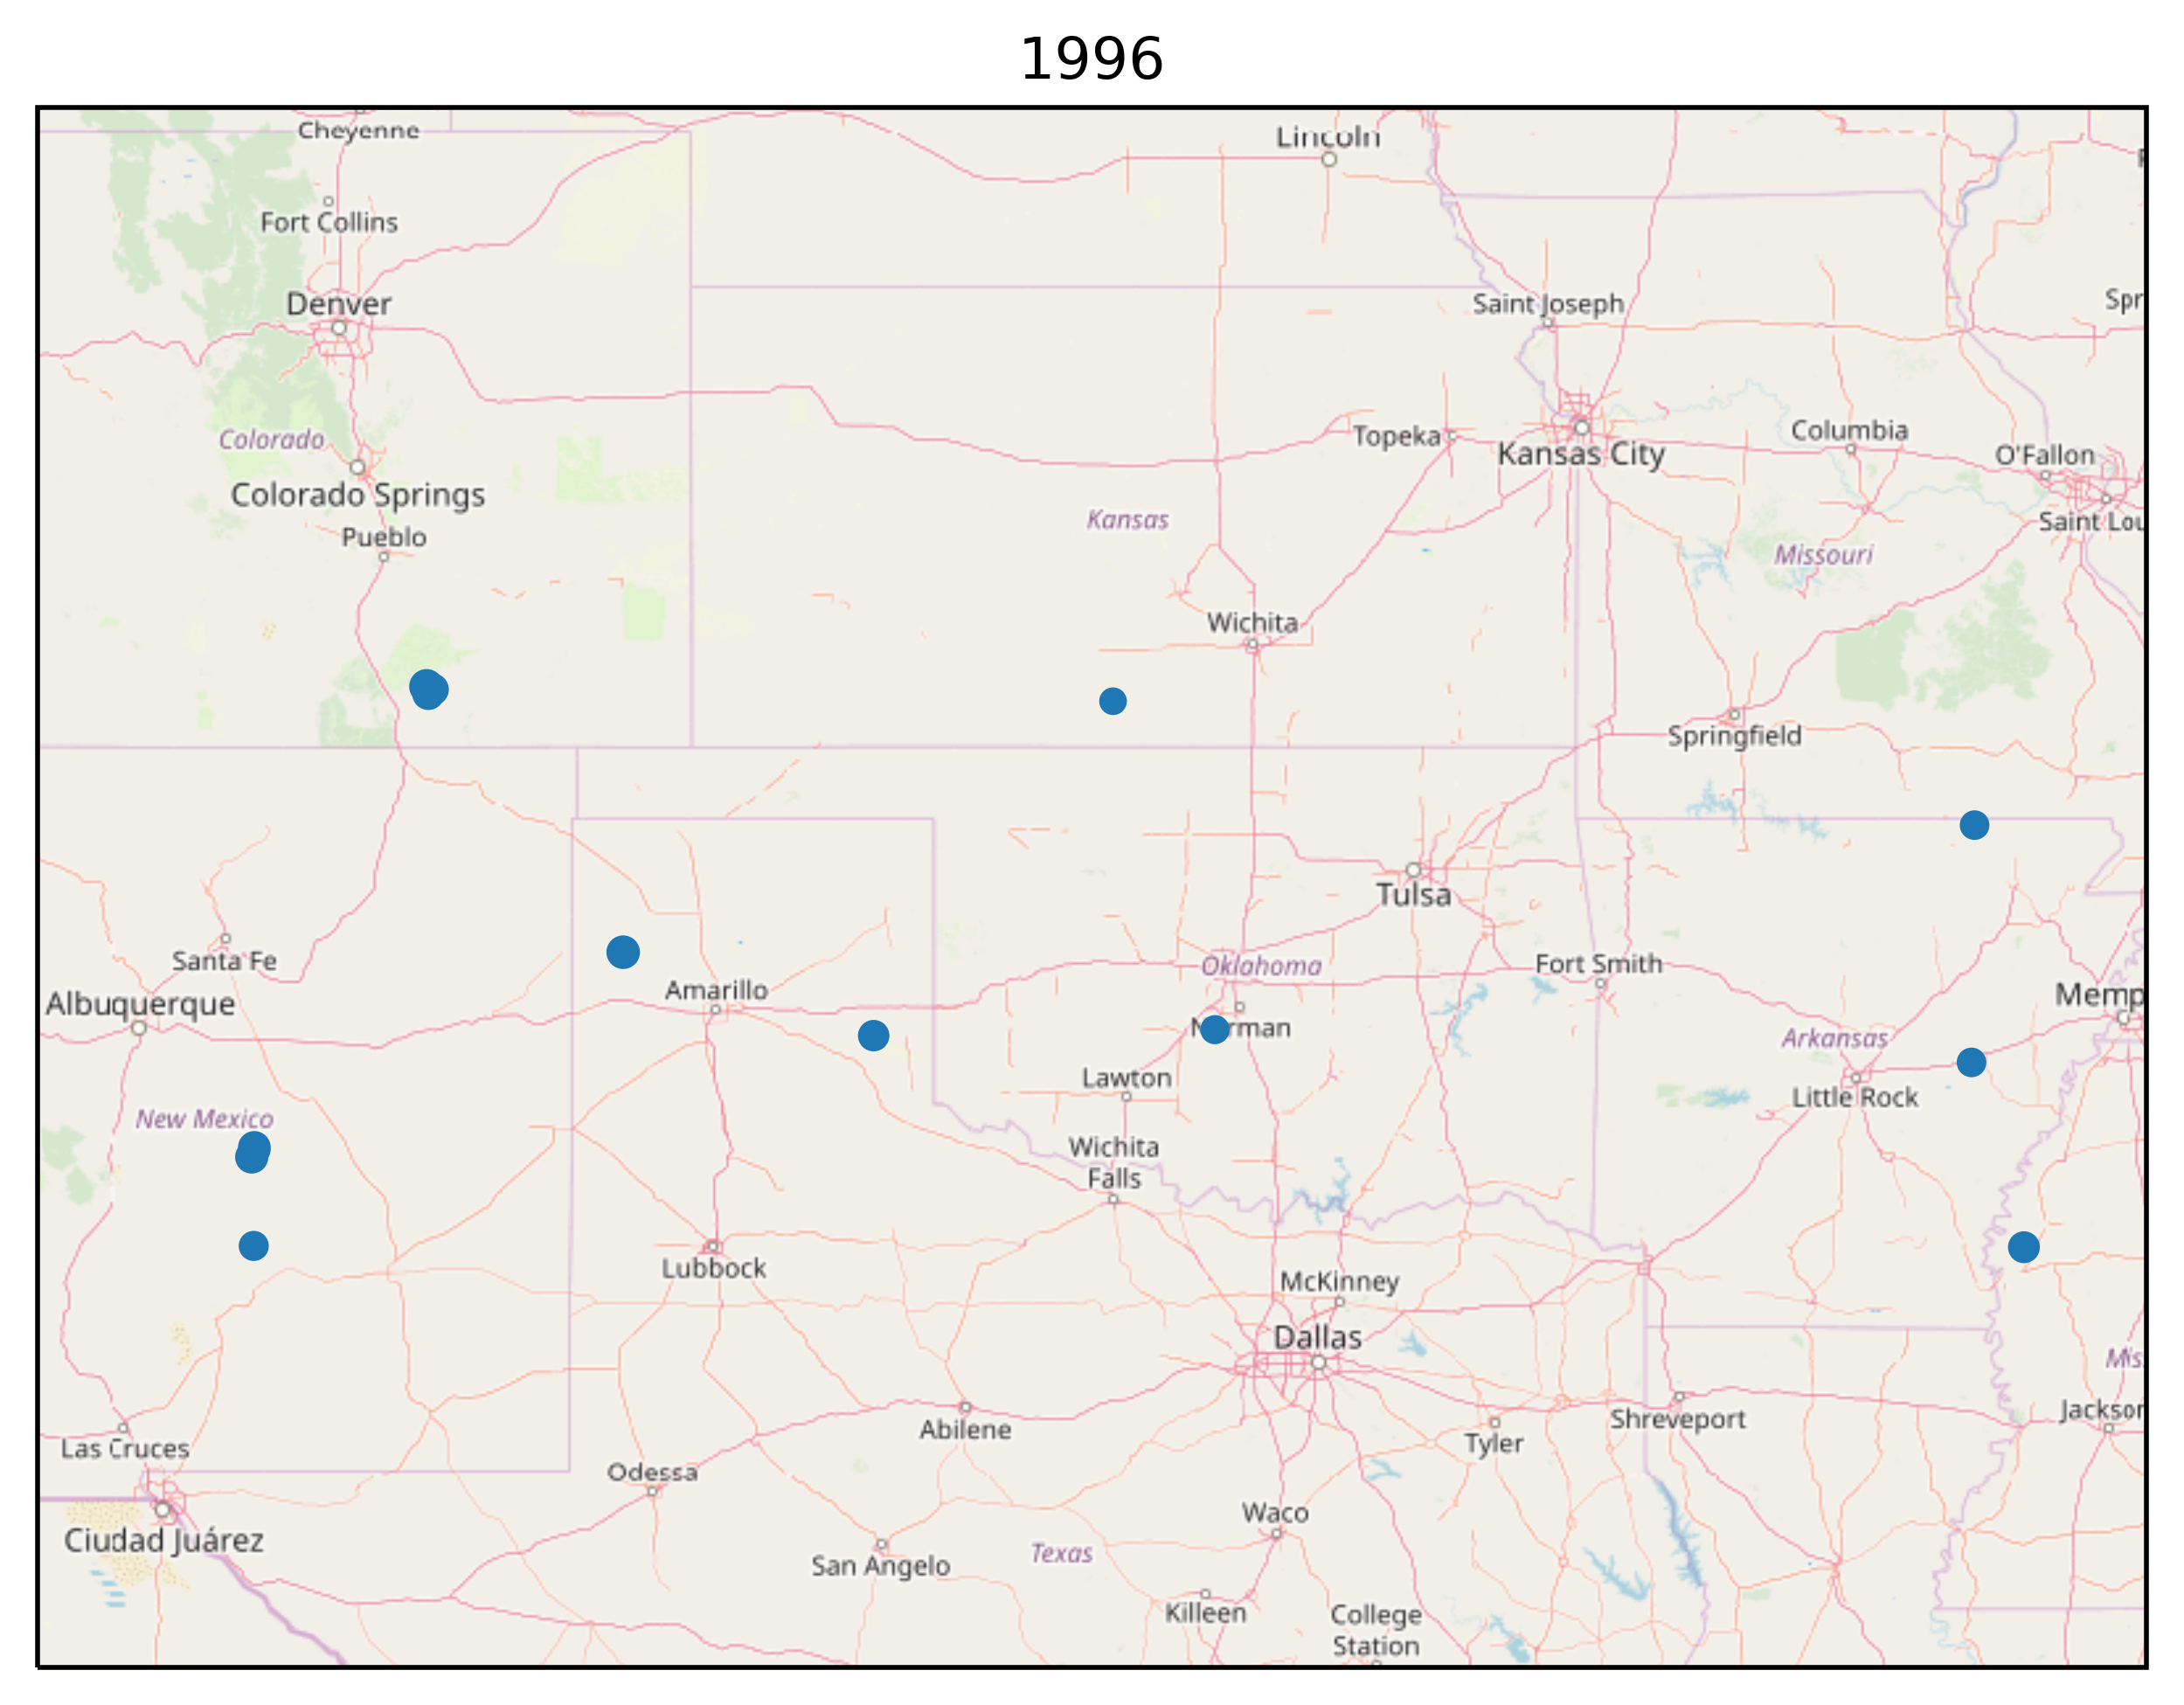 1996
Cheyenne
Lincoln
Fort Collins
Denver
Saint Joseph
Spr
Colorado
Topeka
Kansas City
Columbia
O'Fallon
Colorado Springs
Kansas
Saint Lou
Pueblo
Missouri
Wichita
Springfield
Tulsa
Santa Fe
Oklahoma
Fort Smith
Albuquerque
Amarillo
Memp
Norman
Arkansas
Lawton
Little Rock
New Mexico
Wichita
Falls
Lubbock
McKinney
Dallas
Mis
Abilene
Shreveport
Jackson
Las Cruces
Tyler
Odessa
Waco
Ciudad Juárez
San Angelo
Texas
Killeen
College
Station